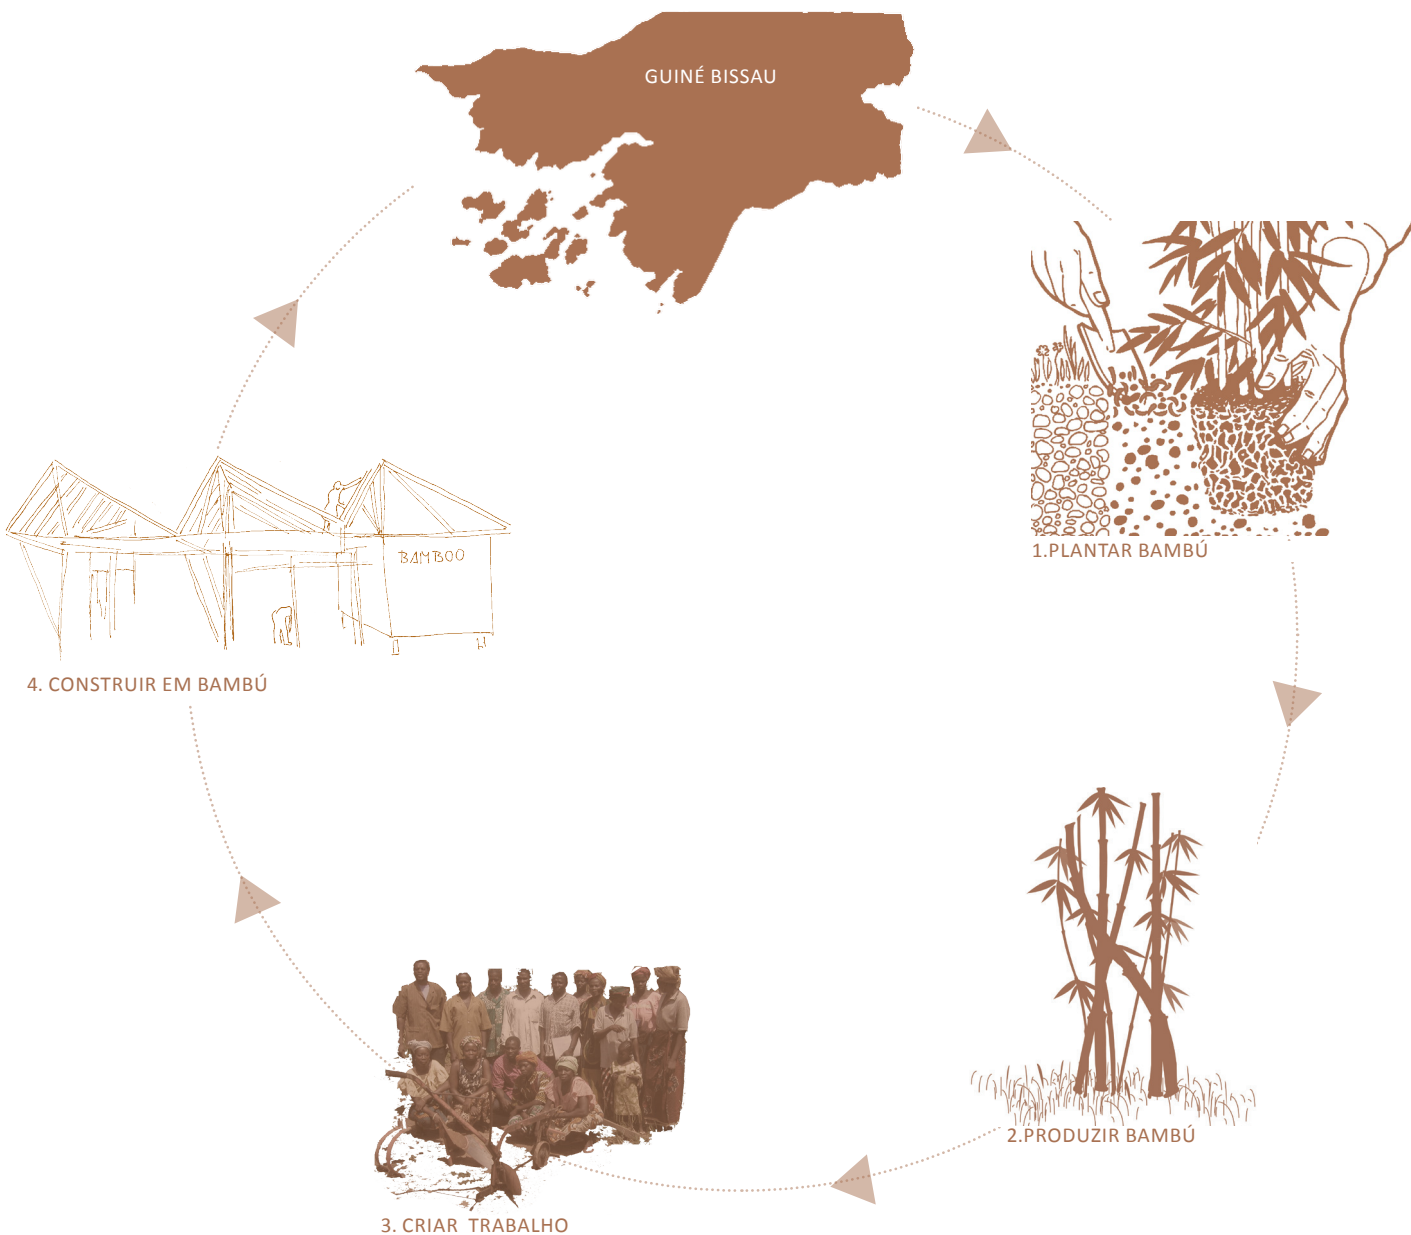 GUINÉ BISSAU
1.PLANTAR BAMBÚ
BAMBOO
4. CONSTRUIR EM BAMBÚ
2.PRODUZIR BAMBÚ
3. CRIAR TRABALHO